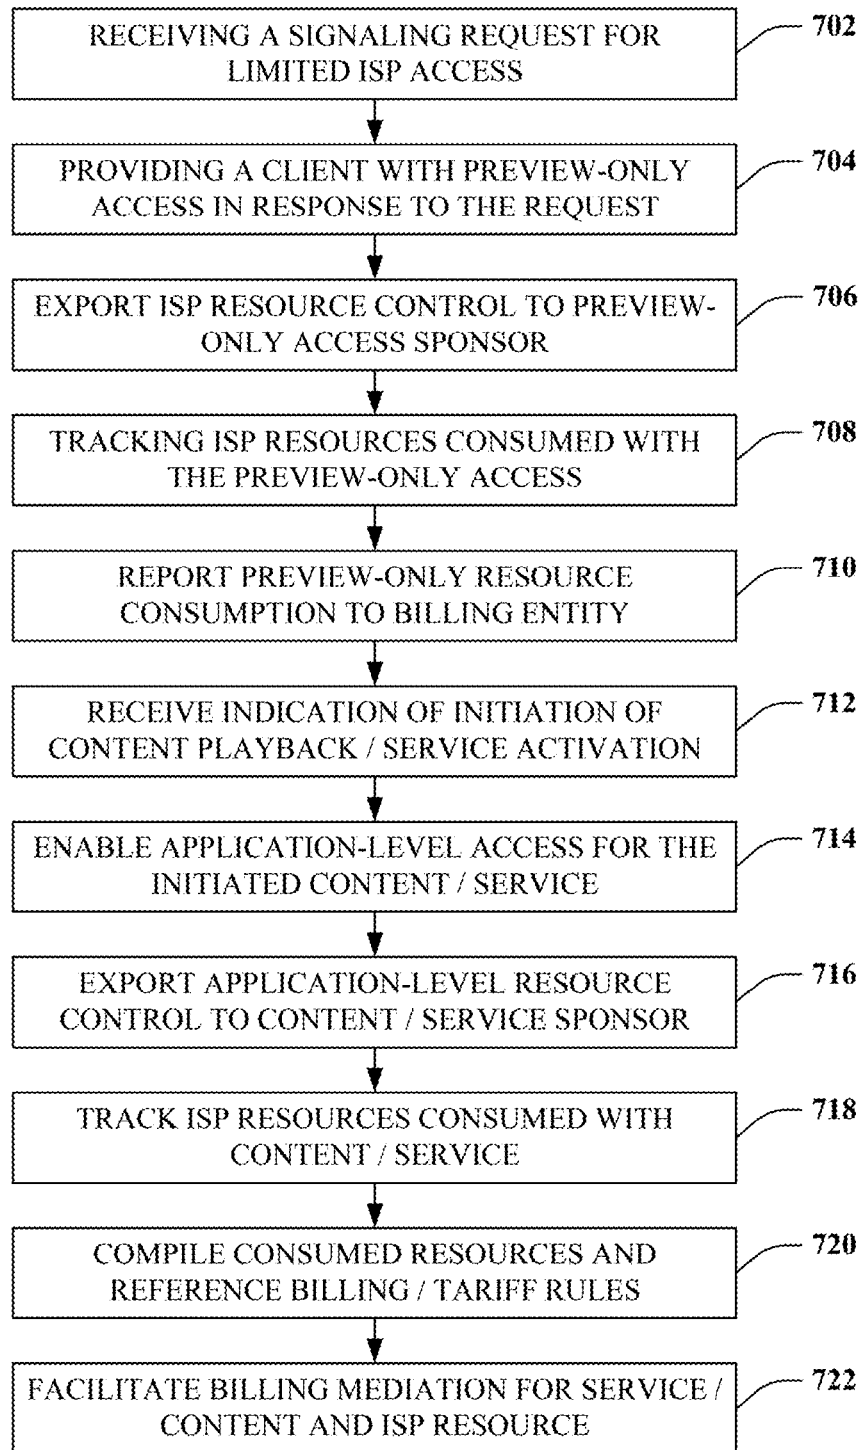 RECEIVING A SIGNALING REQUEST FOR
LIMITED ISP ACCESS
702
PROVIDING A CLIENT WITH PREVIEW-ONLY
ACCESS IN RESPONSE TO THE REQUEST
704
EXPORT ISP RESOURCE CONTROL TO PREVIEW-
ONLY ACCESS SPONSOR
706
TRACKING ISP RESOURCES CONSUMED WITH
THE PREVIEW-ONLY ACCESS
708
REPORT PREVIEW-ONLY RESOURCE
CONSUMPTION TO BILLING ENTITY
710
RECEIVE INDICATION OF INITIATION OF
CONTENT PLAYBACK / SERVICE ACTIVATION
712
ENABLE APPLICATION-LEVEL ACCESS FOR THE
INITIATED CONTENT / SERVICE
714
EXPORT APPLICATION-LEVEL RESOURCE
CONTROL TO CONTENT / SERVICE SPONSOR
716
TRACK ISP RESOURCES CONSUMED WITH
CONTENT / SERVICE
718
COMPILE CONSUMED RESOURCES AND
REFERENCE BILLING / TARIFF RULES
720
FACILITATE BILLING MEDIATION FOR SERVICE /
CONTENT AND ISP RESOURCE
722